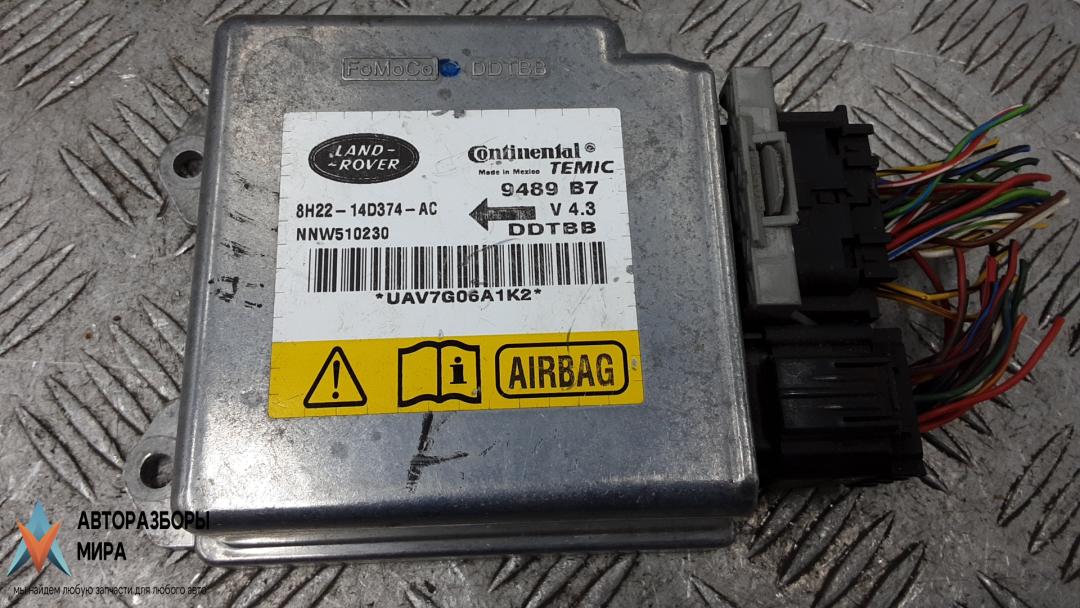 FoMoCo DDTBB
LAND-
~ROVER
Continental®
TEMIC
Made in Mexico
9489 B7
8H22-14D374-AC
V 4.3
NNW510230
DDTBB
*UAV7G06A1K2*
i
AIRBAG
АВТОРАЗБОРЫ
МИРА
мы найдем любую запчасти для любого авто